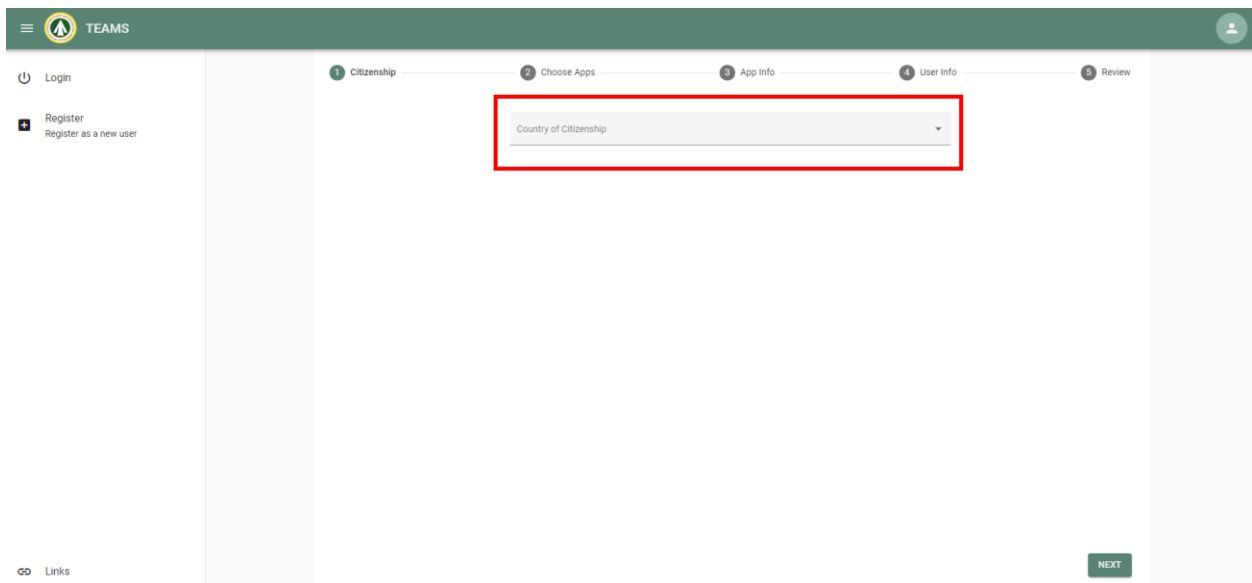 TEAMS
Login
Register
Register as a new user
1 Citizenship
2 Choose Apps
3 App Info
4 User Info
5 Review
Country of Citizenship
NEXT
Links